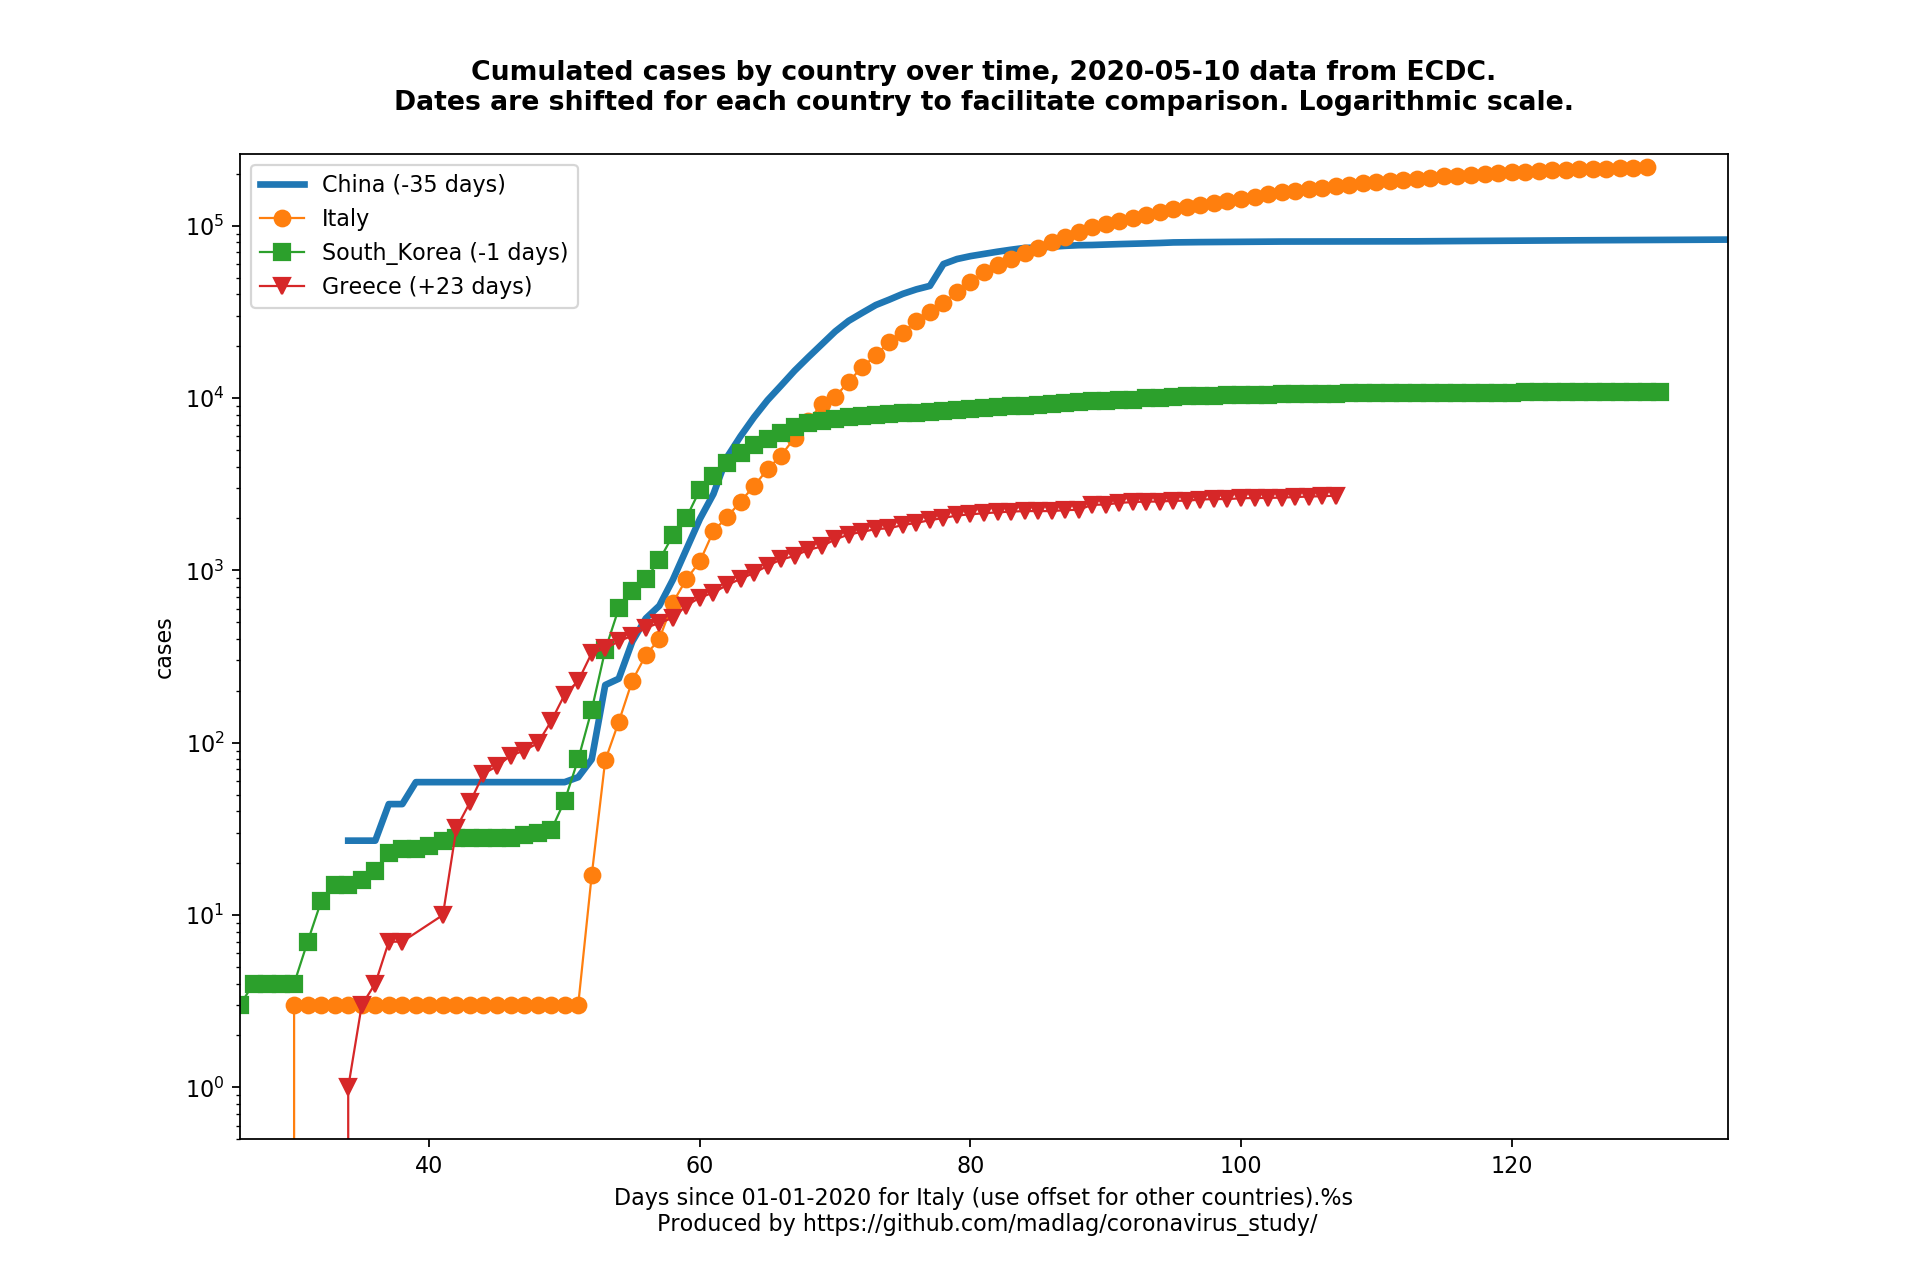 Cumulated cases by country over time, 2020-05-10 data from ECDC.
Dates are shifted for each country to facilitate comparison. Logarithmic scale.
China (-35 days)
Italy
South_Korea (-1 days)
Greece (+23 days)
10^5
10^4
10^3
10^2
10^1
10^0
cases
40 60 80 100 120
Days since 01-01-2020 for Italy (use offset for other countries).%s
Produced by https://github.com/madlag/coronavirus_study/